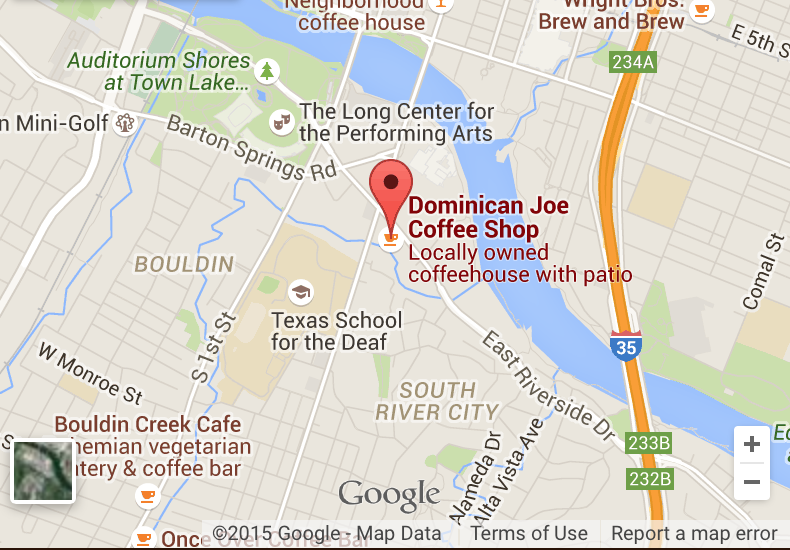 Neighborhood
coffee house
Wright Bros.
Brew and Brew
E 5th S
234A
Auditorium Shores
at Town Lake...
n Mini-Golf
The Long Center for
the Performing Arts
Barton Springs Rd
Dominican Joe
Coffee Shop
Locally owned
coffeehouse with patio
BOULDIN
Comal St
Texas School
for the Deaf
S 1st St
35
East Riverside Dr
W Monroe St
SOUTH
RIVER CITY
Bouldin Creek Cafe
hemian vegetarian
tery & coffee bar
S
Alameda Dr
Alta Vista Ave
233B
232B
+
−
Google
Once Over Coffee Bar
©2015 Google - Map Data
Terms of Use
Report a map error